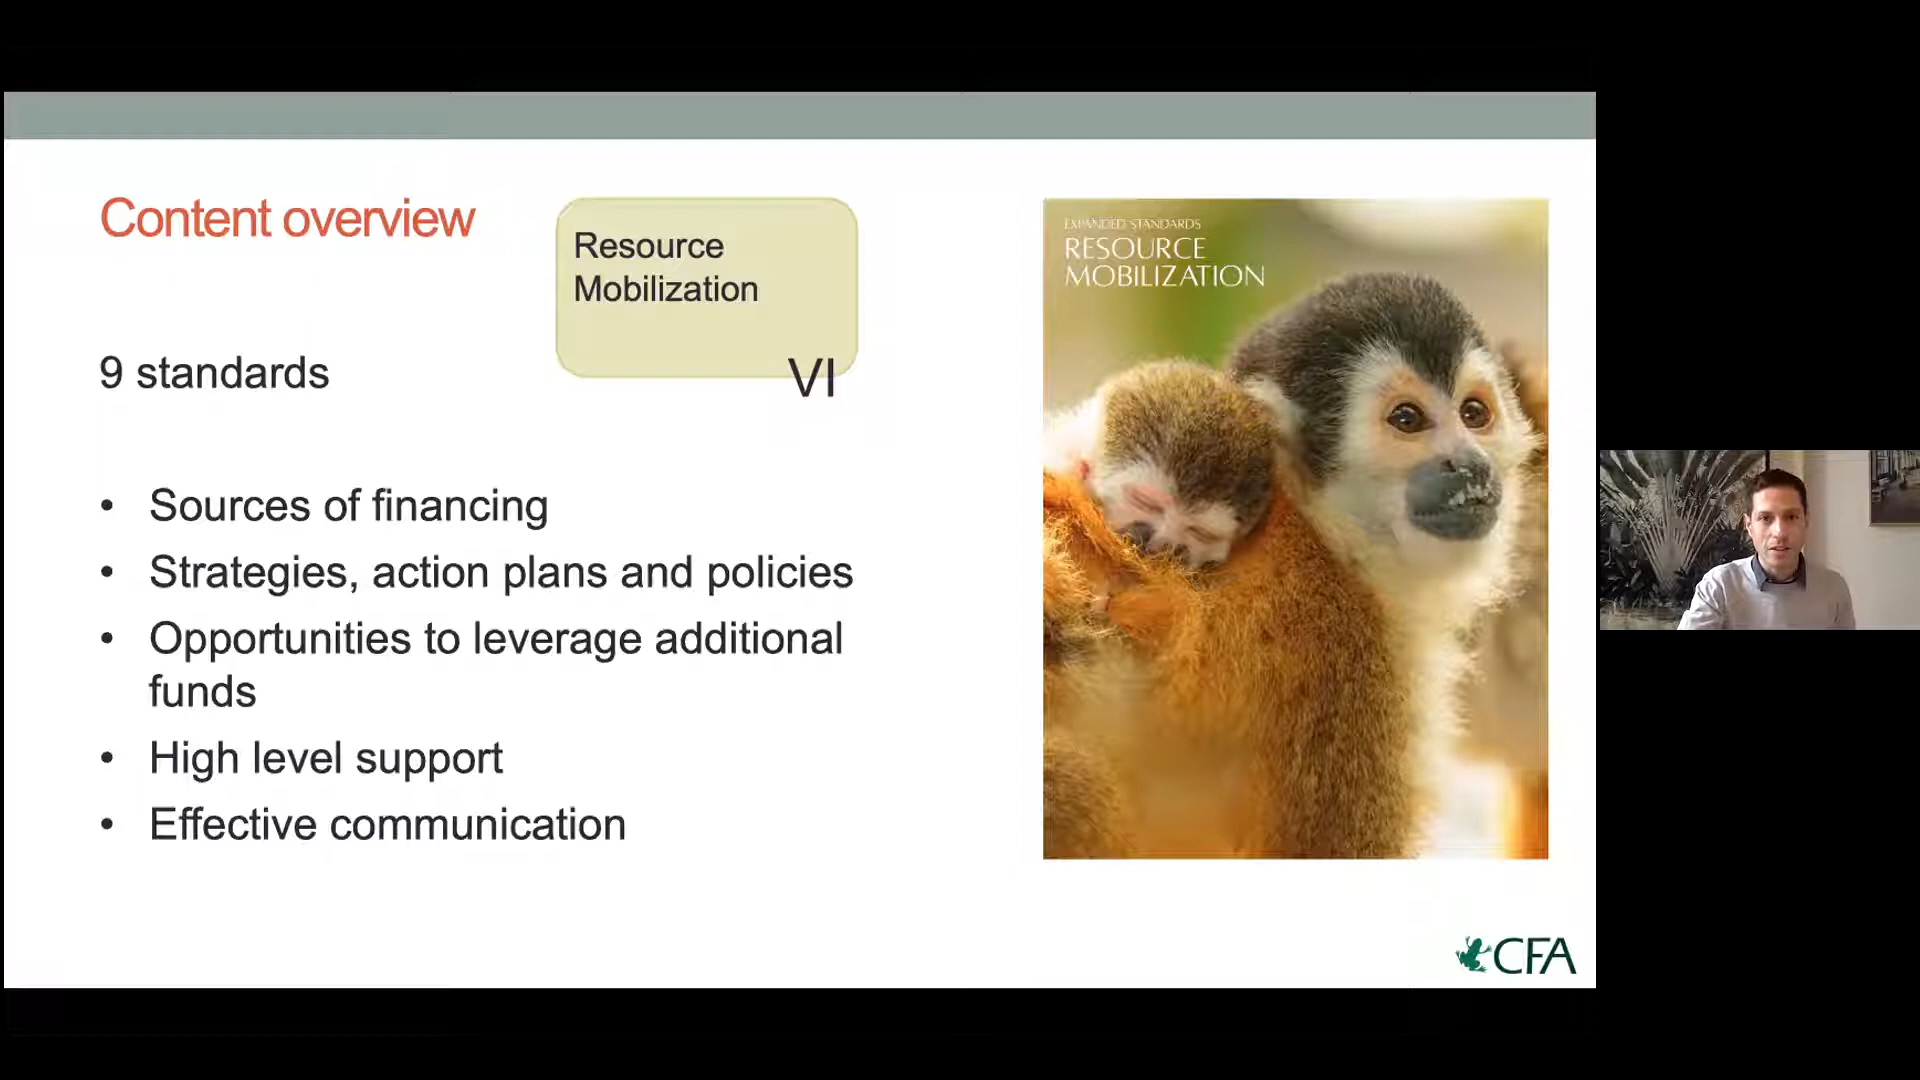 Content overview
Resource
Mobilization
VI
9 standards
• Sources of financing
• Strategies, action plans and policies
• Opportunities to leverage additional
funds
• High level support
• Effective communication
EXPANDED STANDARDS
RESOURCE
MOBILIZATION
CFA